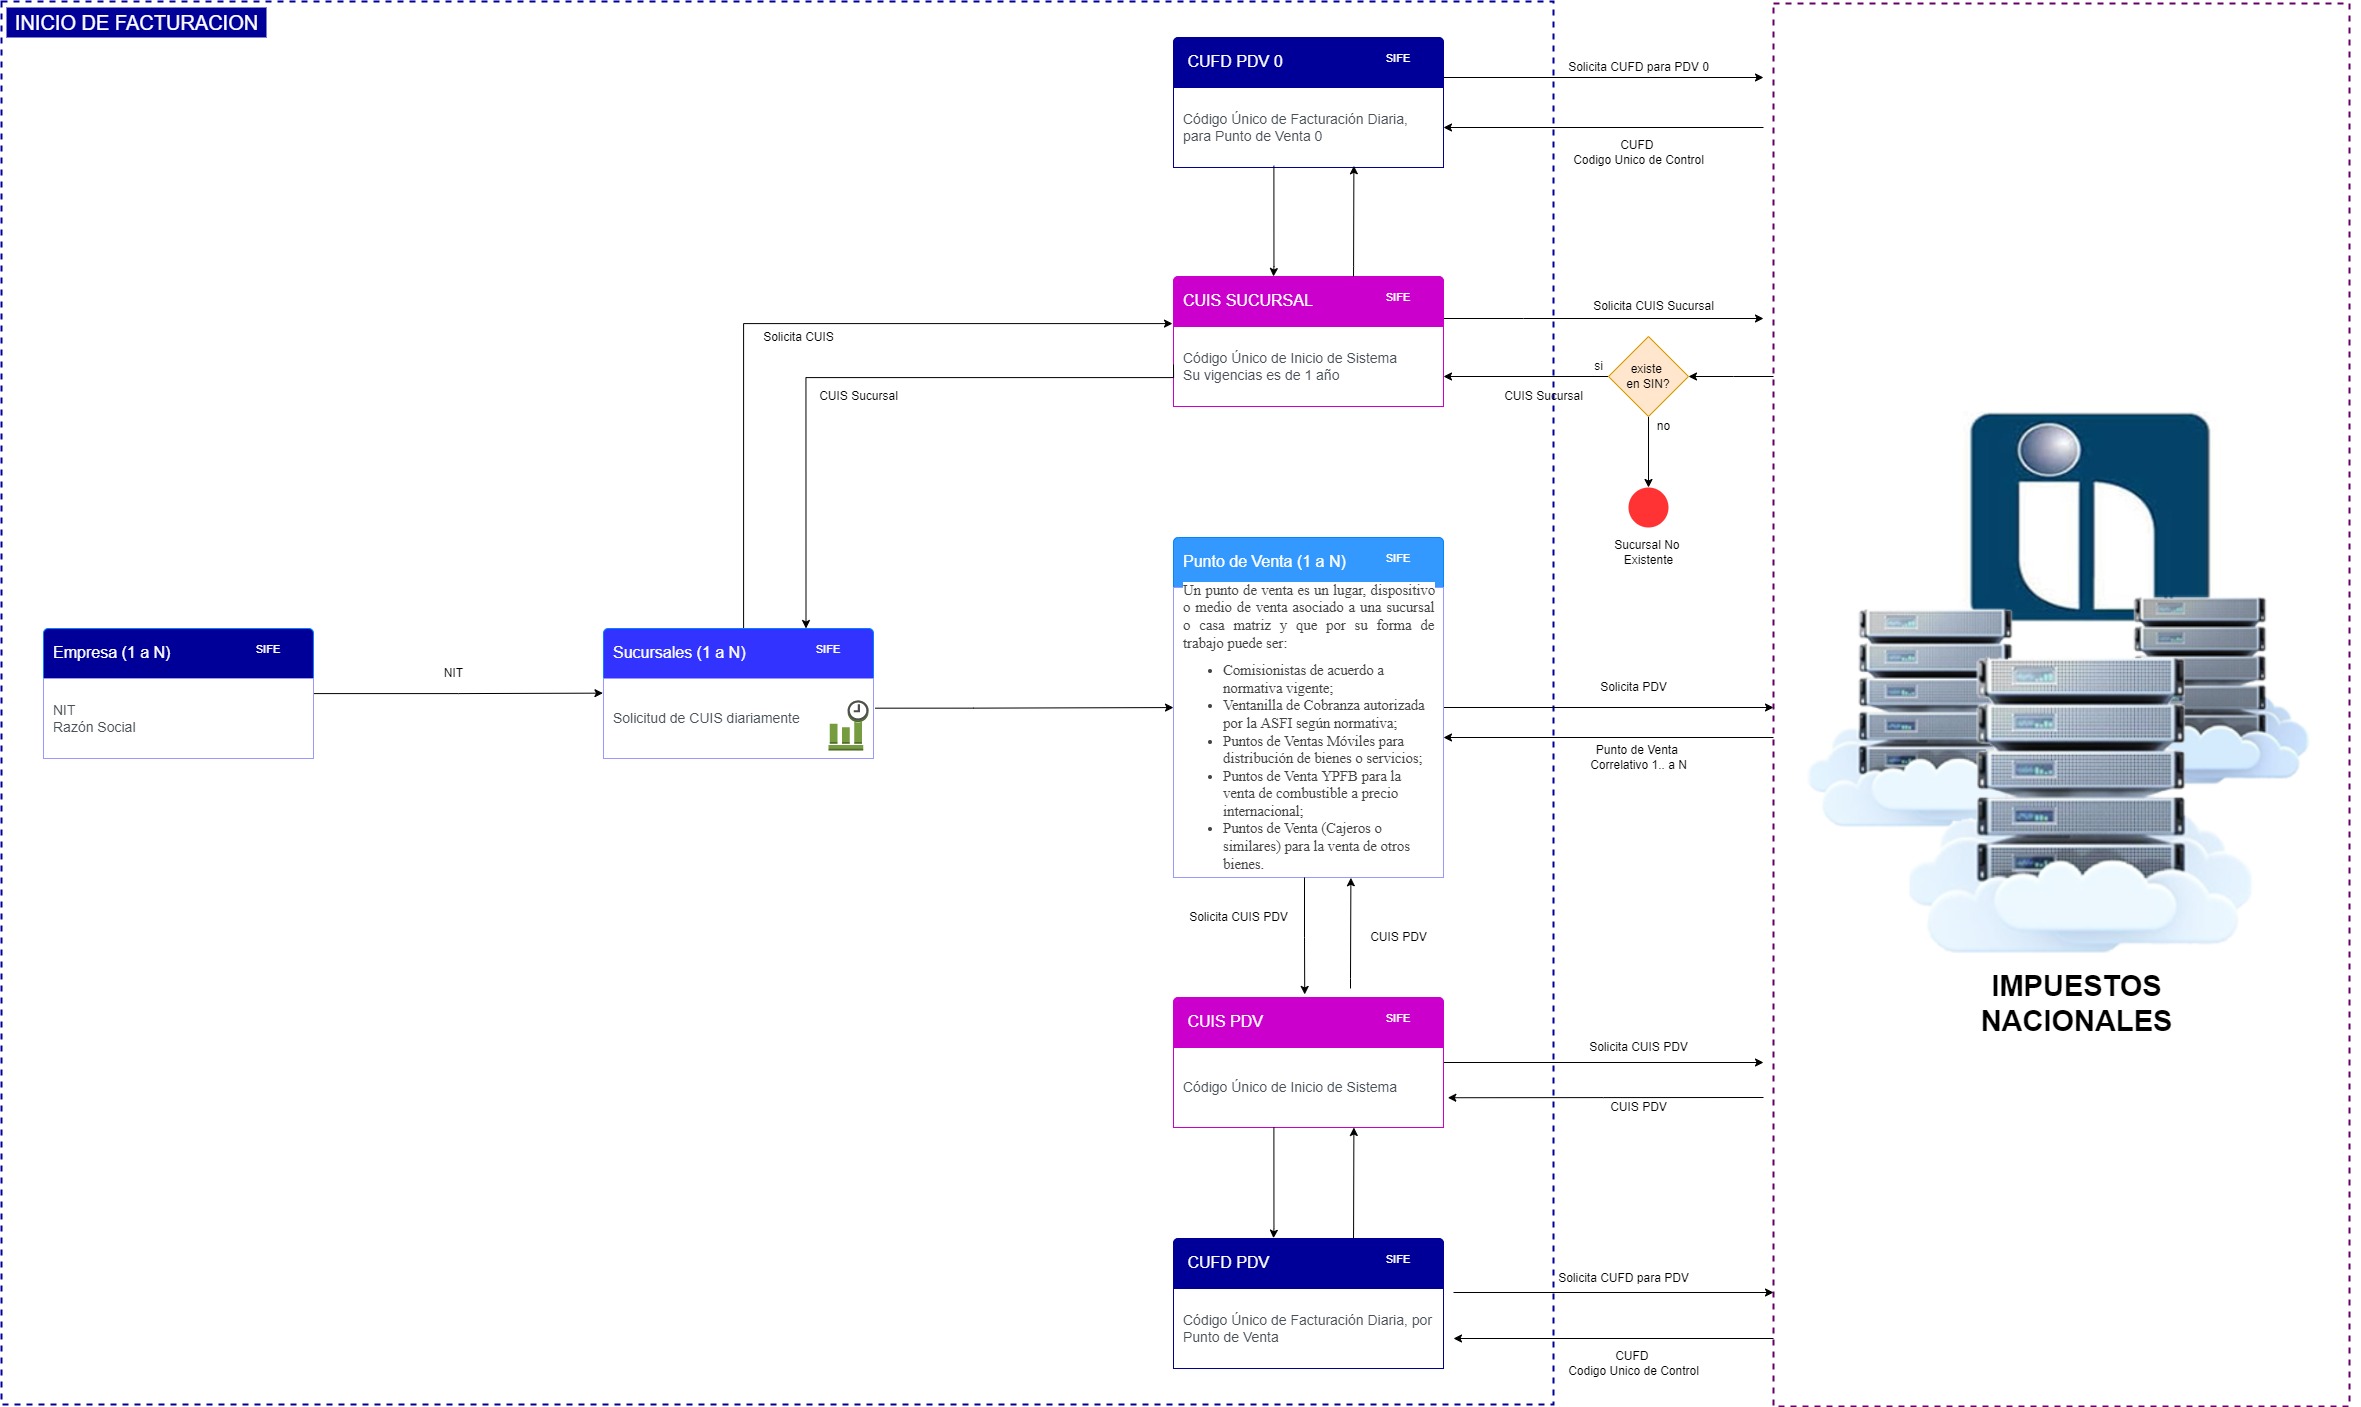 INICIO DE FACTURACION
CUFD PDV 0
SIFE
Código Único de Facturación Diaria,
para Punto de Venta 0
Solicita CUFD para PDV 0
CUFD
Codigo Unico de Control
CUIS SUCURSAL
SIFE
Código Único de Inicio de Sistema
Su vigencias es de 1 año
Solicita CUIS
CUIS Sucursal
Solicita CUIS Sucursal
si
existe
en SIN?
CUIS Sucursal
no
Sucursal No
Existente
Empresa (1 a N)
SIFE
NIT
Razón Social
NIT
Sucursales (1 a N)
SIFE
Solicitud de CUIS diariamente
Punto de Venta (1 a N)
SIFE
Un punto de venta es un lugar, dispositivo
o medio de venta asociado a una sucursal
o casa matriz y que por su forma de
trabajo puede ser:
• Comisionistas de acuerdo a
normativa vigente;
• Ventanilla de Cobranza autorizada
por la ASFI según normativa;
• Puntos de Ventas Móviles para
distribución de bienes o servicios;
• Puntos de Venta YPFB para la
venta de combustible a precio
internacional;
• Puntos de Venta (Cajeros o
similares) para la venta de otros
bienes.
Solicita PDV
Punto de Venta
Correlativo 1.. a N
Solicita CUIS PDV
CUIS PDV
CUIS PDV
SIFE
Código Único de Inicio de Sistema
Solicita CUIS PDV
CUIS PDV
CUFD PDV
SIFE
Código Único de Facturación Diaria, por
Punto de Venta
Solicita CUFD para PDV
CUFD
Codigo Unico de Control
in
IMPUESTOS
NACIONALES